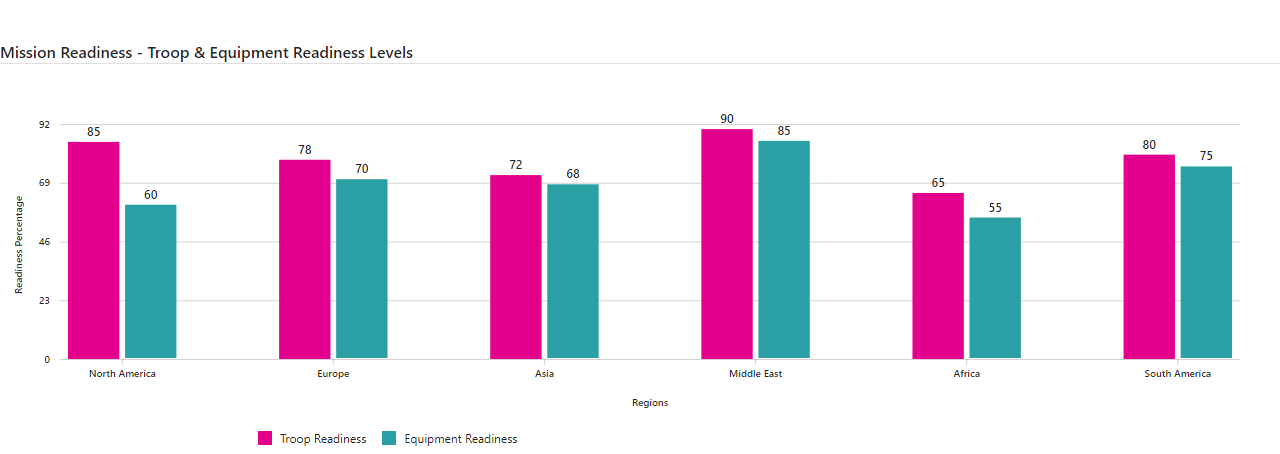 Mission Readiness - Troop & Equipment Readiness Levels
92
69
46
23
0
Readiness Percentage
85
60
78
70
72
68
90
85
65
55
80
75
North America
Europe
Asia
Middle East
Africa
South America
Regions
Troop Readiness
Equipment Readiness